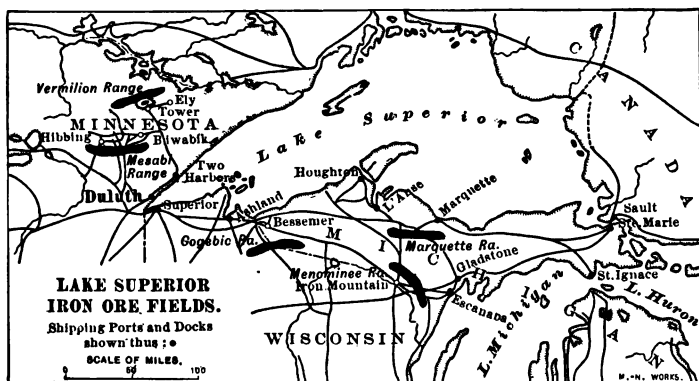 Vermilion Range
Ely
Tower
MINNESOTA
Hibbing
Biwabik
Mesabi
Range
Two
Harbors
Duluth
Superior
Lake Superior
CANADA
Houghton
L'Anse
Marquette
Ashland
Bessemer
Gogebic Ra.
MICHIGAN
Marquette Ra.
Sault
Ste. Marie
Gladstone
Menominee Ra.
Iron Mountain
Escanaba
St. Ignace
L. Huron
L. Michigan
WISCONSIN
LAKE SUPERIOR
IRON ORE FIELDS.
Shipping Ports and Docks
shown thus ;
SCALE OF MILES.
0 50 100
M.-N. WORKS.